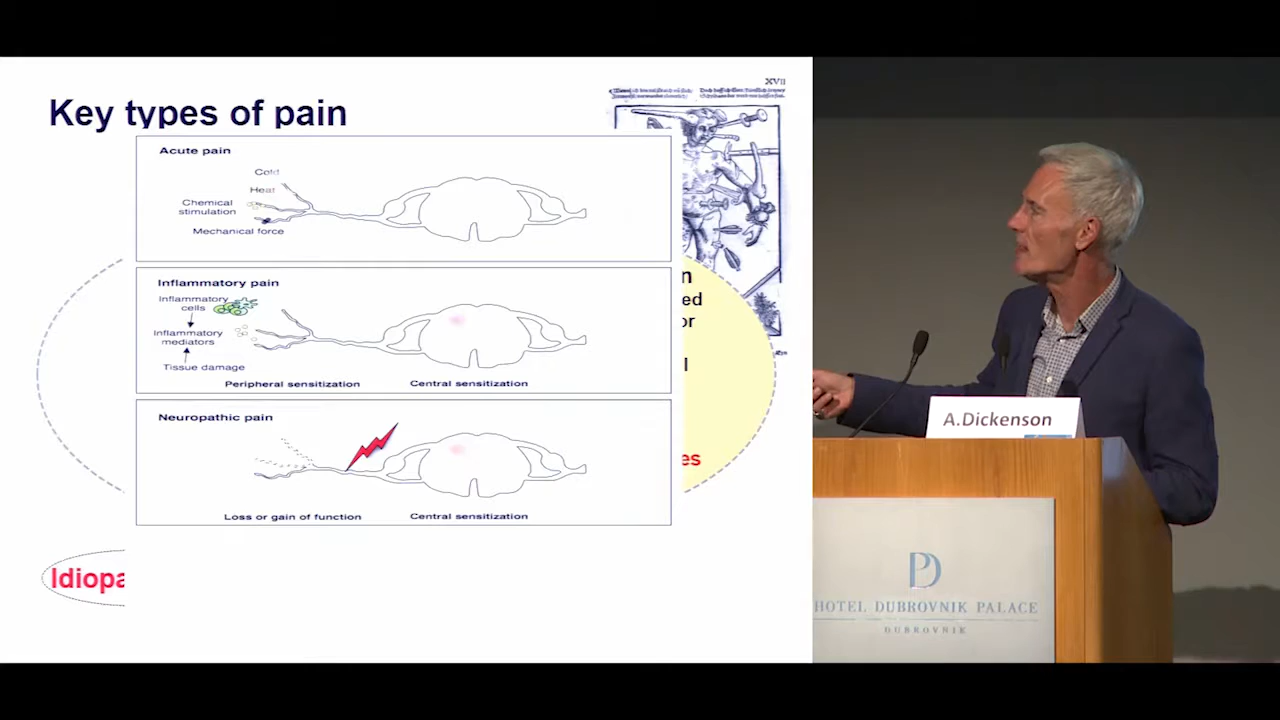 Key types of pain
XVII
Acute pain
Cold
Heat
Chemical
stimulation
Mechanical force
Inflammatory pain
Inflammatory
cells
Inflammatory
mediators
Tissue damage
Peripheral sensitization
Central sensitization
Neuropathic pain
Loss or gain of function
Central sensitization
n
ed
or
l
es
Idiopa
A.Dickenson
PD
HOTEL DUBROVNIK PALACE
DUBROVNIK